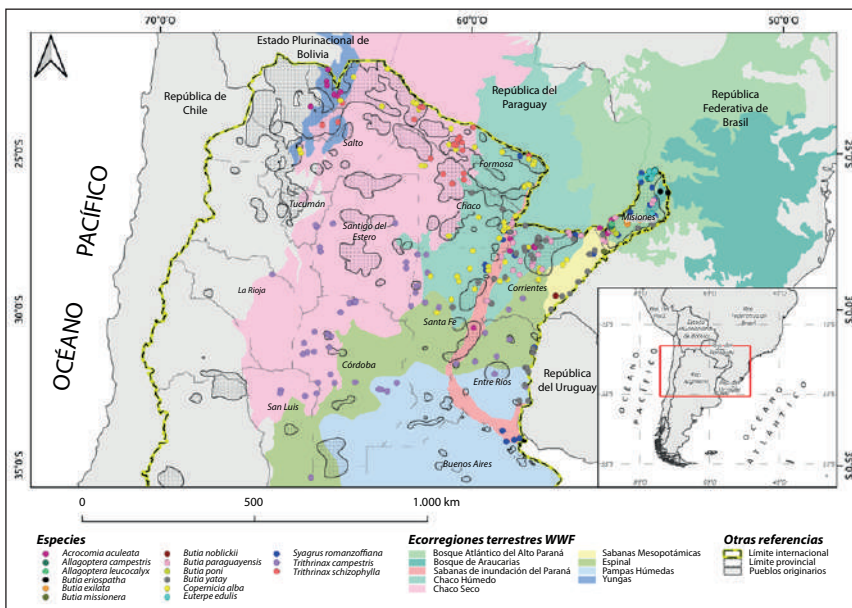 70°0'0
60°0'0
50°0'0
Estado Plurinacional de
Bolivia
República de
Chile
República del
Paraguay
República
Federativa de
Brasil
25°S
Salto
Formosa
Tucumán
Chaco
Misiones
Santigo del
Estero
OCÉANO PACÍFICO
La Rioja
Corrientes
30°S
Santa Fe
Córdoba
Entre Ríos
República
del Uruguay
San Luis
Buenos Aires
35°S
OCÉANO
PACÍFICO
OCÉANO
ATLÁNTICO
0
500
1.000 km
Especies
Acrocomia aculeata
Allagoptera campestris
Allagoptera leucocalyx
Butia eriospatha
Butia exilata
Butia missionera
Butia noblickii
Butia paraguayensis
Butia poni
Butia yatay
Copernicia alba
Euterpe edulis
Syagrus romanzoffiana
Trithrinax campestris
Trithrinax schizophylla
Ecorregiones terrestres WWF
Bosque Atlántico del Alto Paraná
Bosque de Araucarias
Sabanas de inundación del Paraná
Chaco Húmedo
Chaco Seco
Sabanas Mesopotámicas
Espinal
Pampas Húmedas
Yungas
Otras referencias
Límite internacional
Límite provincial
Pueblos originarios